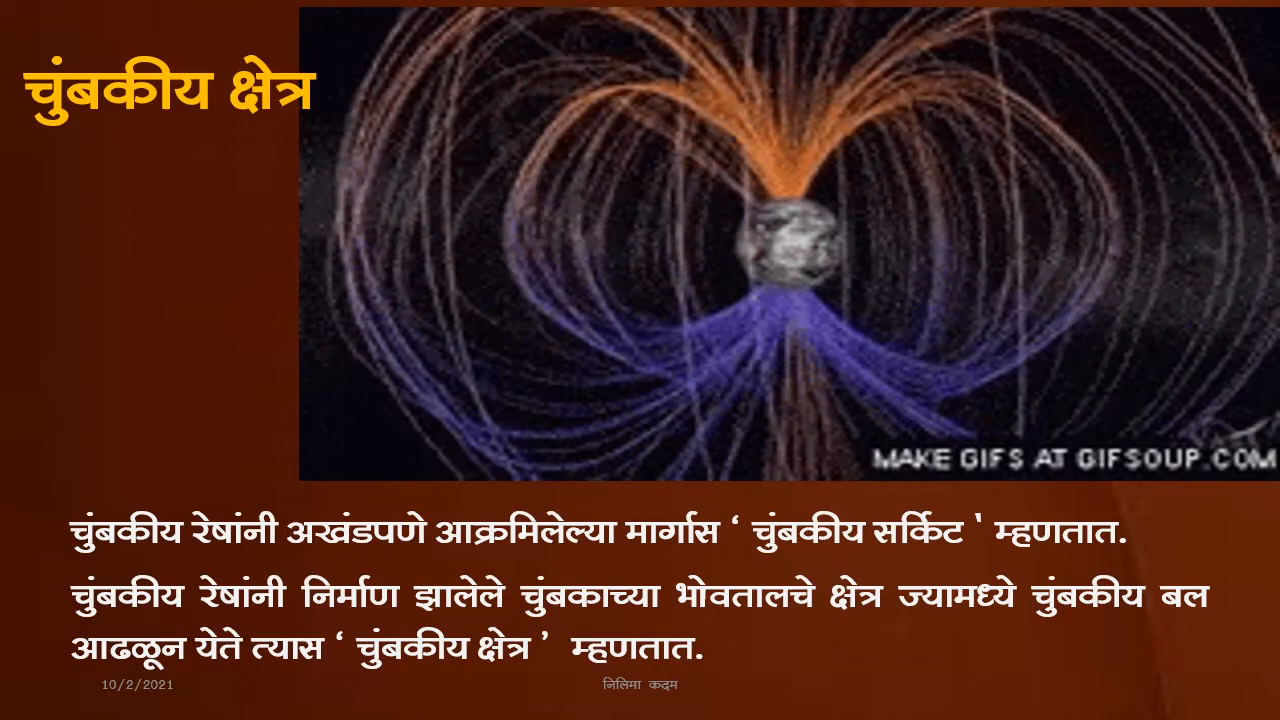 चुंबकीय क्षेत्र
MAKE GIFS AT GIFSOUP.COM
चुंबकीय रेषांनी अखंडपणे आक्रमिलेल्या मार्गास ‘ चुंबकीय सर्किट ‛ म्हणतात.
चुंबकीय रेषांनी निर्माण झालेले चुंबकाच्या भोवतालचे क्षेत्र ज्यामध्ये चुंबकीय बल
आढळून येते त्यास ‘ चुंबकीय क्षेत्र ’ म्हणतात.
10/2/2021
निलिमा कदम